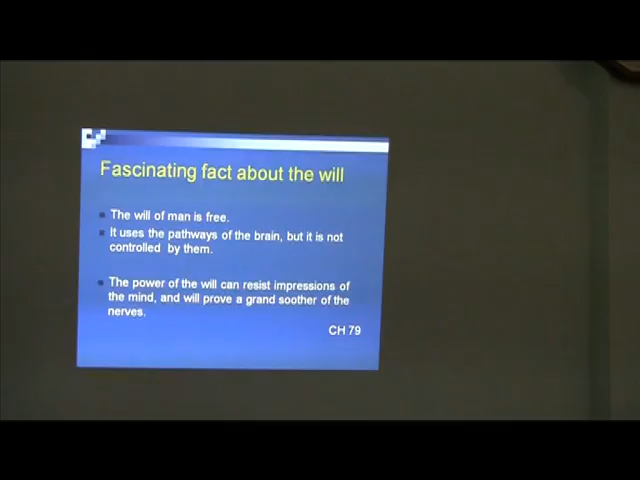 Fascinating fact about the will
The will of man is free.
It uses the pathways of the brain, but it is not
controlled by them.
The power of the will can resist impressions of
the mind, and will prove a grand soother of the
nerves.
CH 79